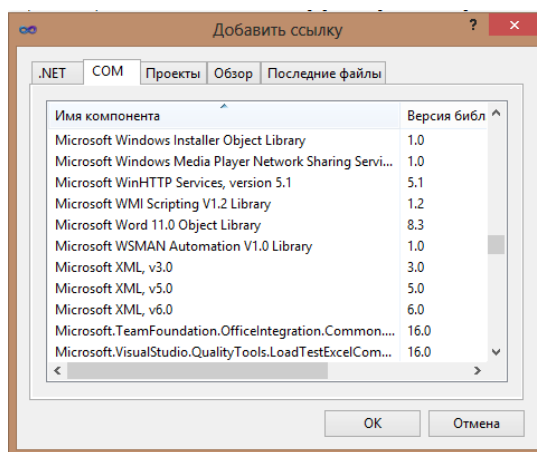 Добавить ссылку ?
.NET COM Проекты Обзор Последние файлы
Имя компонента Версия библ
Microsoft Windows Installer Object Library 1.0
Microsoft Windows Media Player Network Sharing Servi... 1.0
Microsoft WinHTTP Services, version 5.1 5.1
Microsoft WMI Scripting V1.2 Library 1.2
Microsoft Word 11.0 Object Library 8.3
Microsoft WSMAN Automation V1.0 Library 1.0
Microsoft XML, v3.0 3.0
Microsoft XML, v5.0 5.0
Microsoft XML, v6.0 6.0
Microsoft.TeamFoundation.OfficeIntegration.Common.... 16.0
Microsoft.VisualStudio.QualityTools.LoadTestExcelCom... 16.0
ОК Отмена